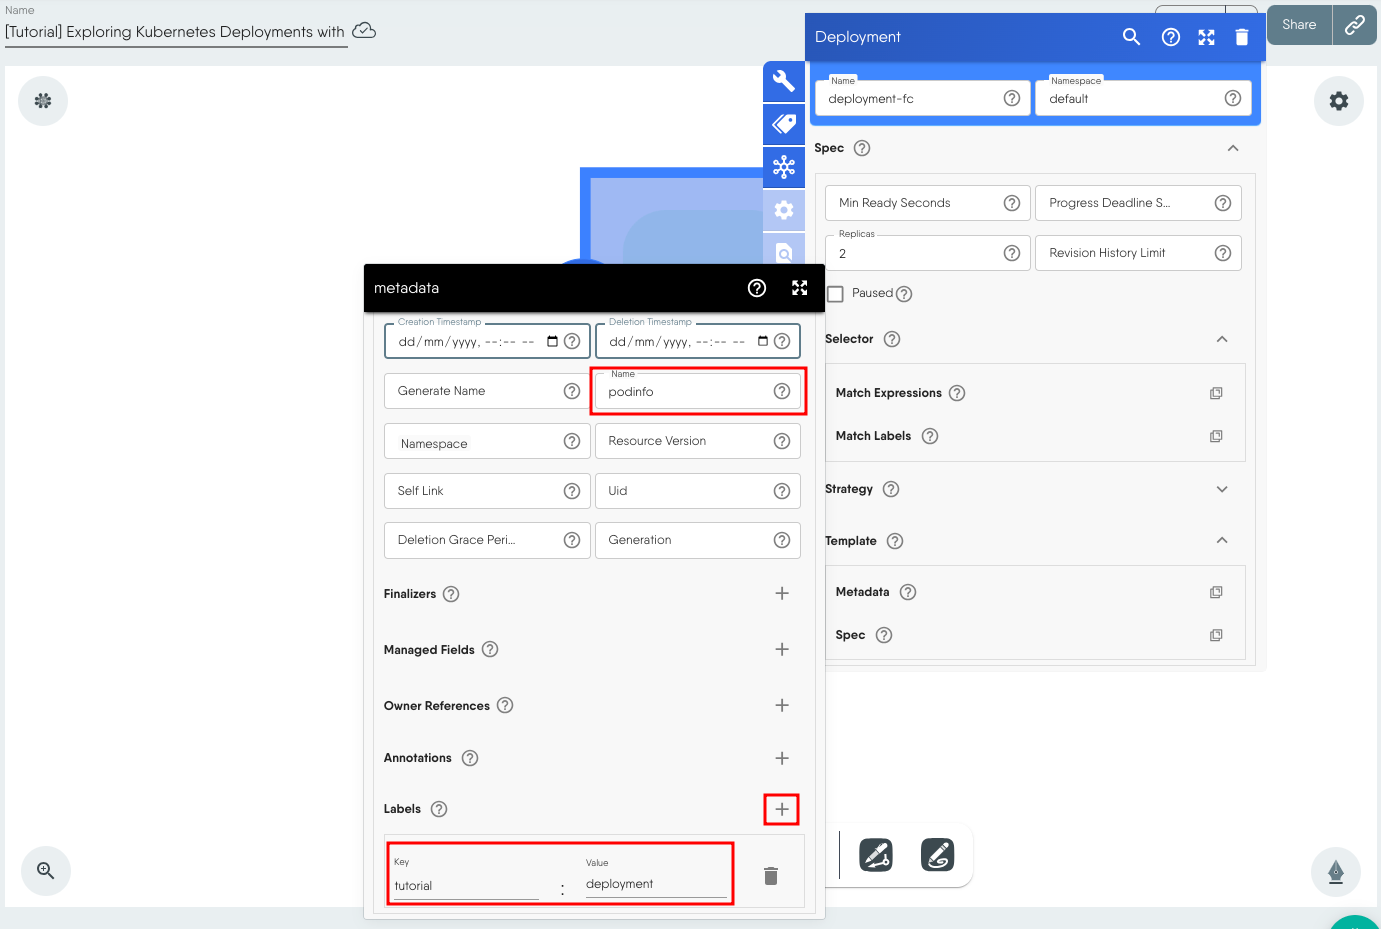 Name
[Tutorial] Exploring Kubernetes Deployments with
Share
Deployment
Name
deployment-fc
Namespace
default
Spec
Min Ready Seconds
Progress Deadline S...
Replicas
2
Revision History Limit
Paused
Selector
Match Expressions
Match Labels
Strategy
Template
Metadata
Spec
metadata
Creation Timestamp
dd/mm/yyyy, --:-- --
Deletion Timestamp
dd/mm/yyyy, --:-- --
Generate Name
Name
podinfo
Namespace
Resource Version
Self Link
Uid
Deletion Grace Peri...
Generation
Finalizers
Managed Fields
Owner References
Annotations
Labels
Key
tutorial
:
Value
deployment